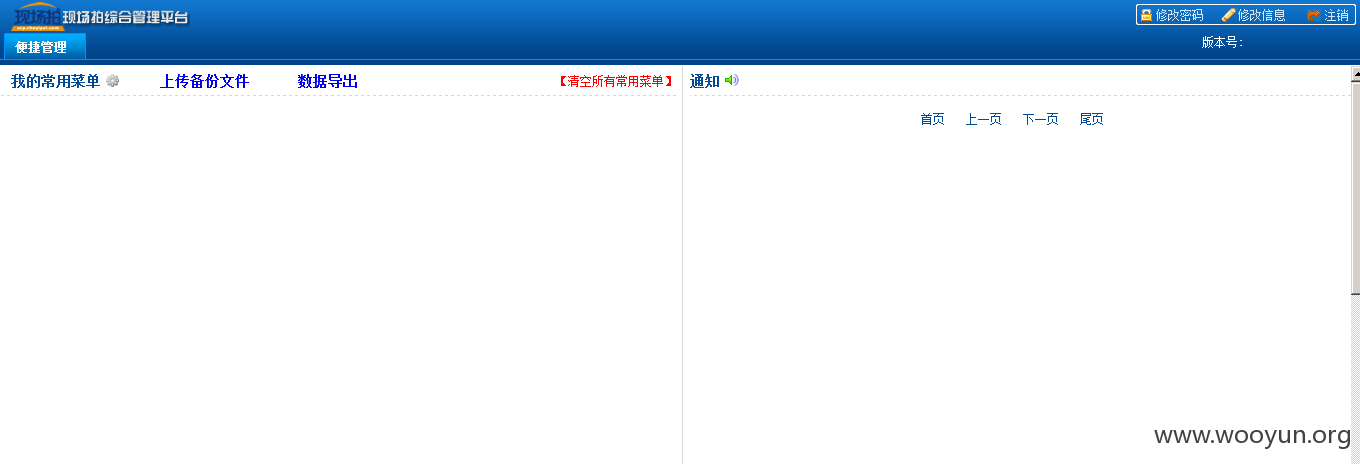 现场拍 现场拍综合管理平台
修改密码 修改信息 注销
便捷管理
版本号:
我的常用菜单 上传备份文件 数据导出 【清空所有常用菜单】 通知
首页 上一页 下一页 尾页
www.wooyun.org